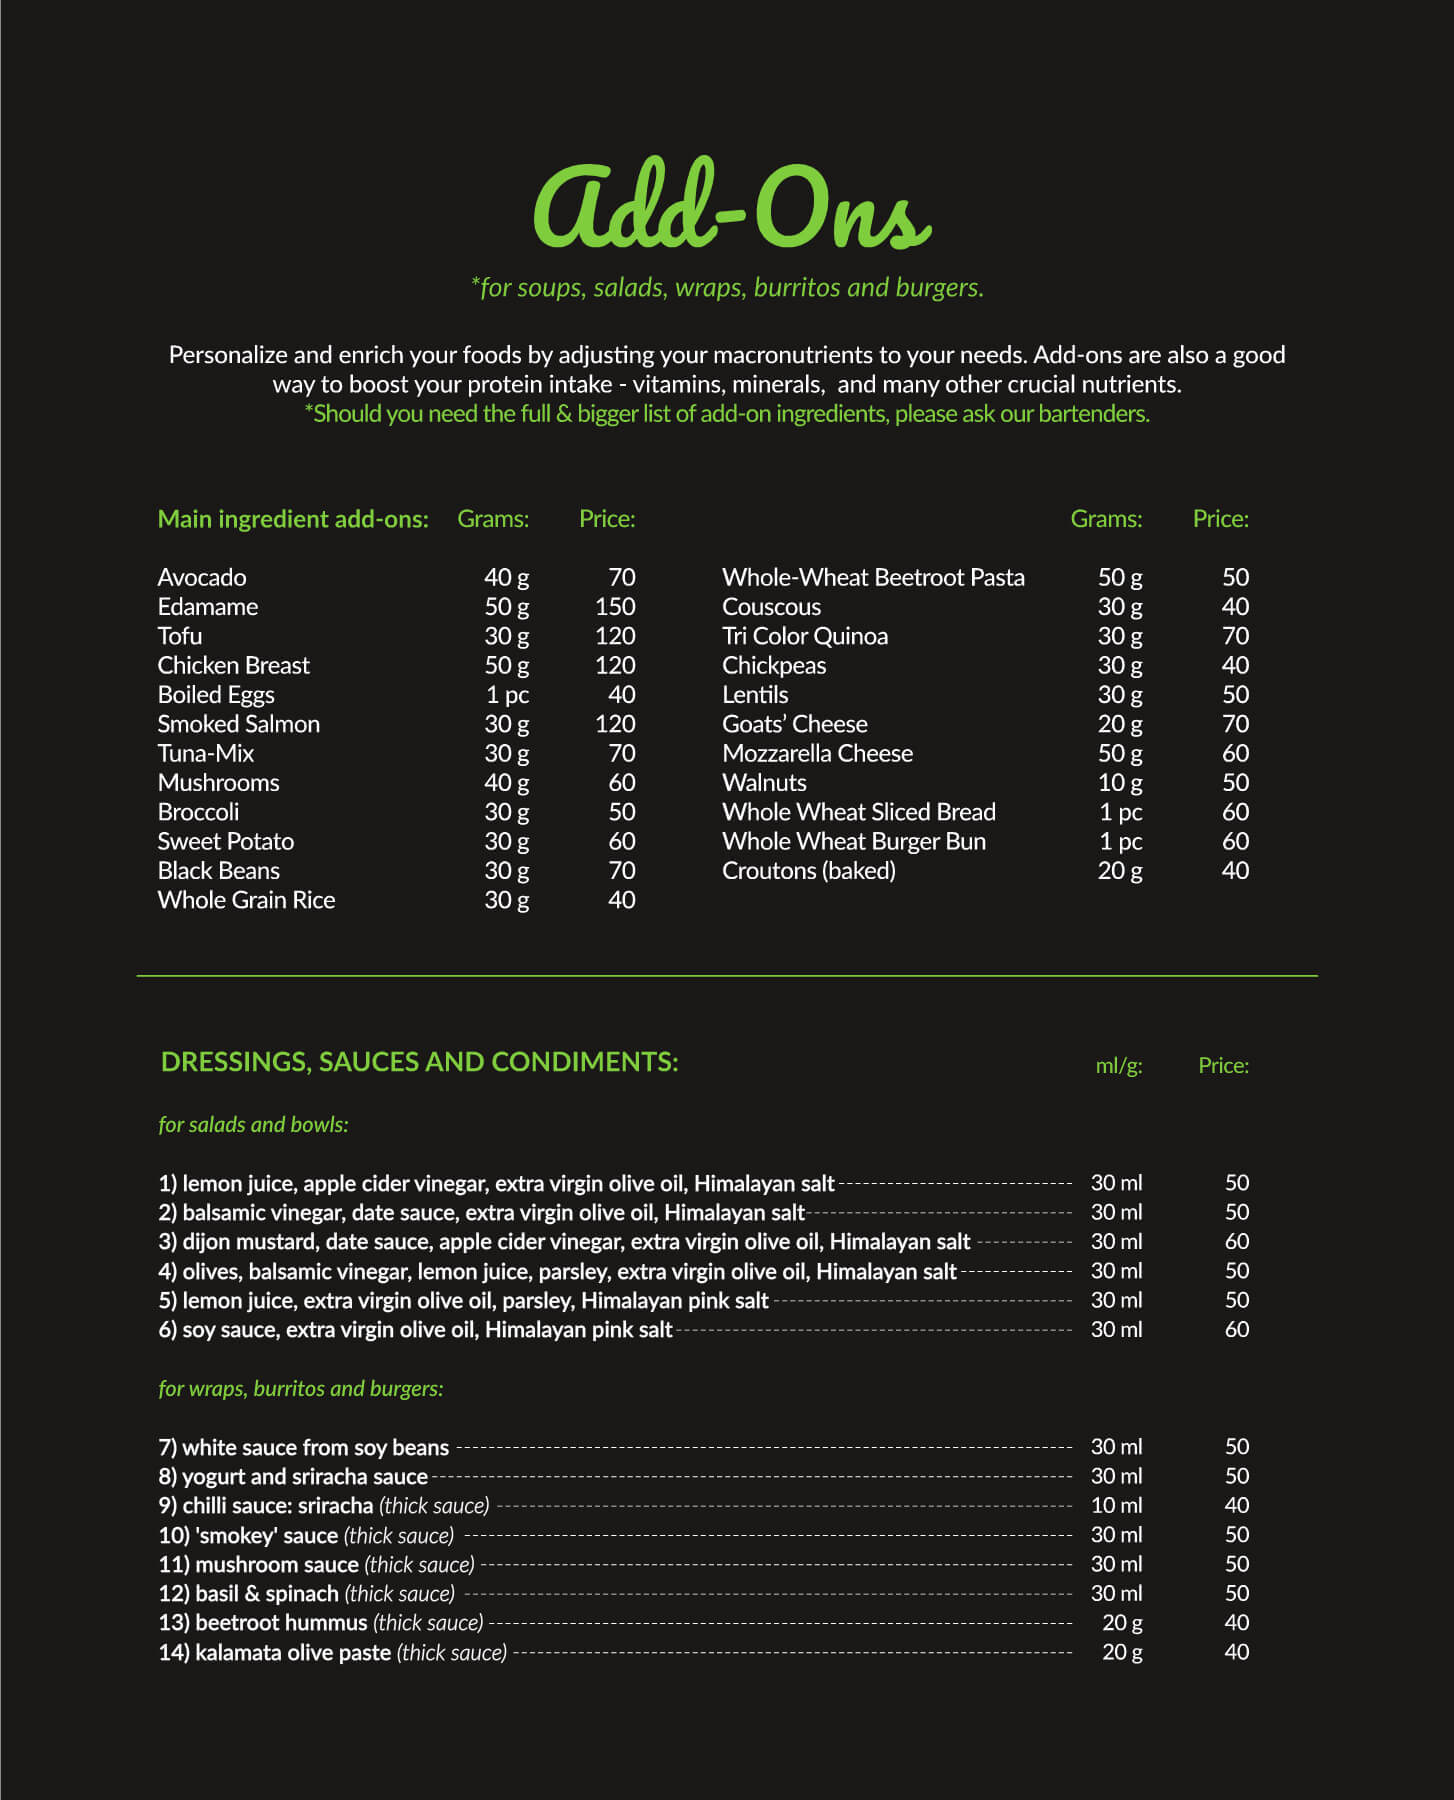 Add-Ons
*for soups, salads, wraps, burritos and burgers.
Personalize and enrich your foods by adjusting your macronutrients to your needs. Add-ons are also a good
way to boost your protein intake - vitamins, minerals,  and many other crucial nutrients.
*Should you need the full & bigger list of add-on ingredients, please ask our bartenders.
Main ingredient add-ons: Grams: Price:
Avocado 40 g 70
Edamame 50 g 150
Tofu 30 g 120
Chicken Breast 50 g 120
Boiled Eggs 1 pc 40
Smoked Salmon 30 g 120
Tuna-Mix 30 g 70
Mushrooms 40 g 60
Broccoli 30 g 50
Sweet Potato 30 g 60
Black Beans 30 g 70
Whole Grain Rice 30 g 40
Grams: Price:
Whole-Wheat Beetroot Pasta 50 g 50
Couscous 30 g 40
Tri Color Quinoa 30 g 70
Chickpeas 30 g 40
Lentils 30 g 50
Goats’ Cheese 20 g 70
Mozzarella Cheese 50 g 60
Walnuts 10 g 50
Whole Wheat Sliced Bread 1 pc 60
Whole Wheat Burger Bun 1 pc 60
Croutons (baked) 20 g 40
DRESSINGS, SAUCES AND CONDIMENTS: ml/g: Price:
for salads and bowls:
1) lemon juice, apple cider vinegar, extra virgin olive oil, Himalayan salt 30 ml 50
2) balsamic vinegar, date sauce, extra virgin olive oil, Himalayan salt 30 ml 50
3) dijon mustard, date sauce, apple cider vinegar, extra virgin olive oil, Himalayan salt 30 ml 60
4) olives, balsamic vinegar, lemon juice, parsley, extra virgin olive oil, Himalayan salt 30 ml 50
5) lemon juice, extra virgin olive oil, parsley, Himalayan pink salt 30 ml 50
6) soy sauce, extra virgin olive oil, Himalayan pink salt 30 ml 60
for wraps, burritos and burgers:
7) white sauce from soy beans 30 ml 50
8) yogurt and sriracha sauce 30 ml 50
9) chilli sauce: sriracha (thick sauce) 10 ml 40
10) 'smokey' sauce (thick sauce) 30 ml 50
11) mushroom sauce (thick sauce) 30 ml 50
12) basil & spinach (thick sauce) 30 ml 50
13) beetroot hummus (thick sauce) 20 g 40
14) kalamata olive paste (thick sauce) 20 g 40